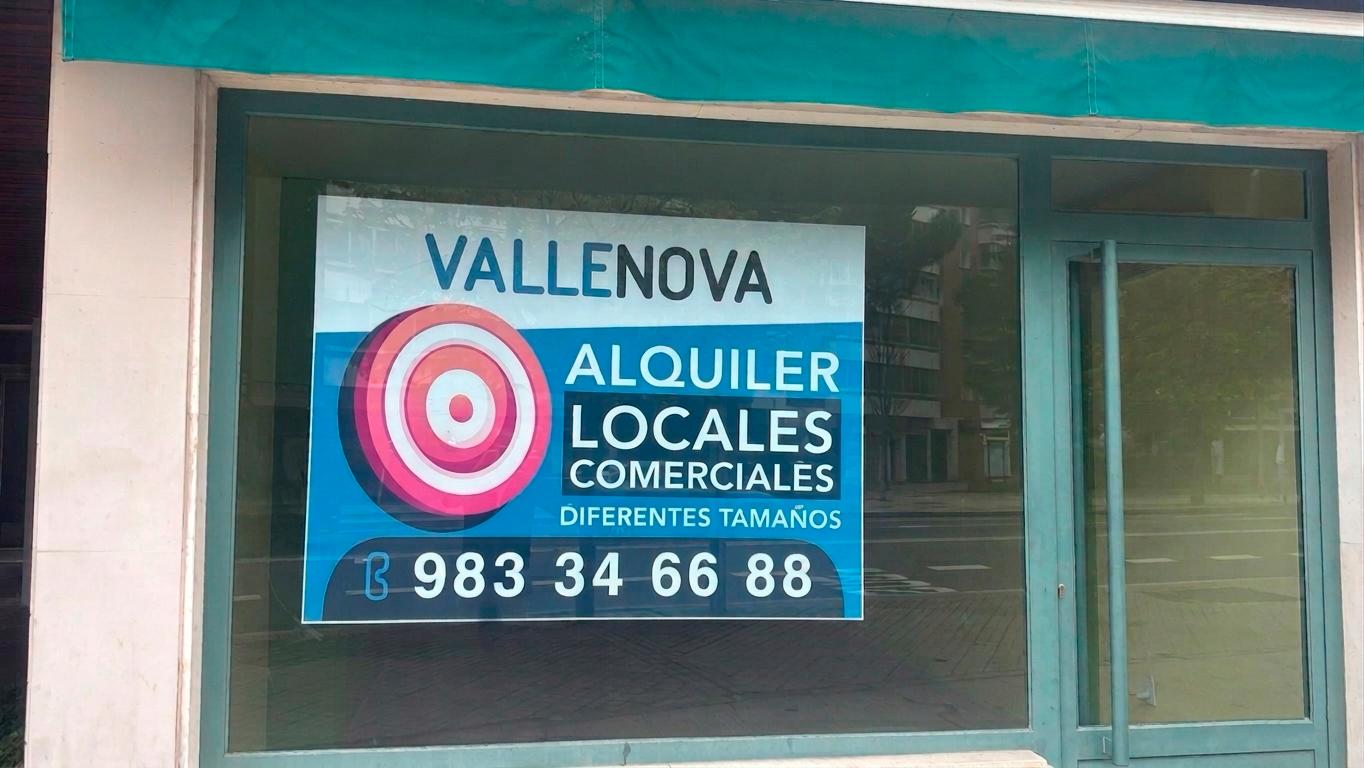 VALLENOVA
ALQUILER
LOCALES
COMERCIALES
DIFERENTES TAMAÑOS
983 34 66 88